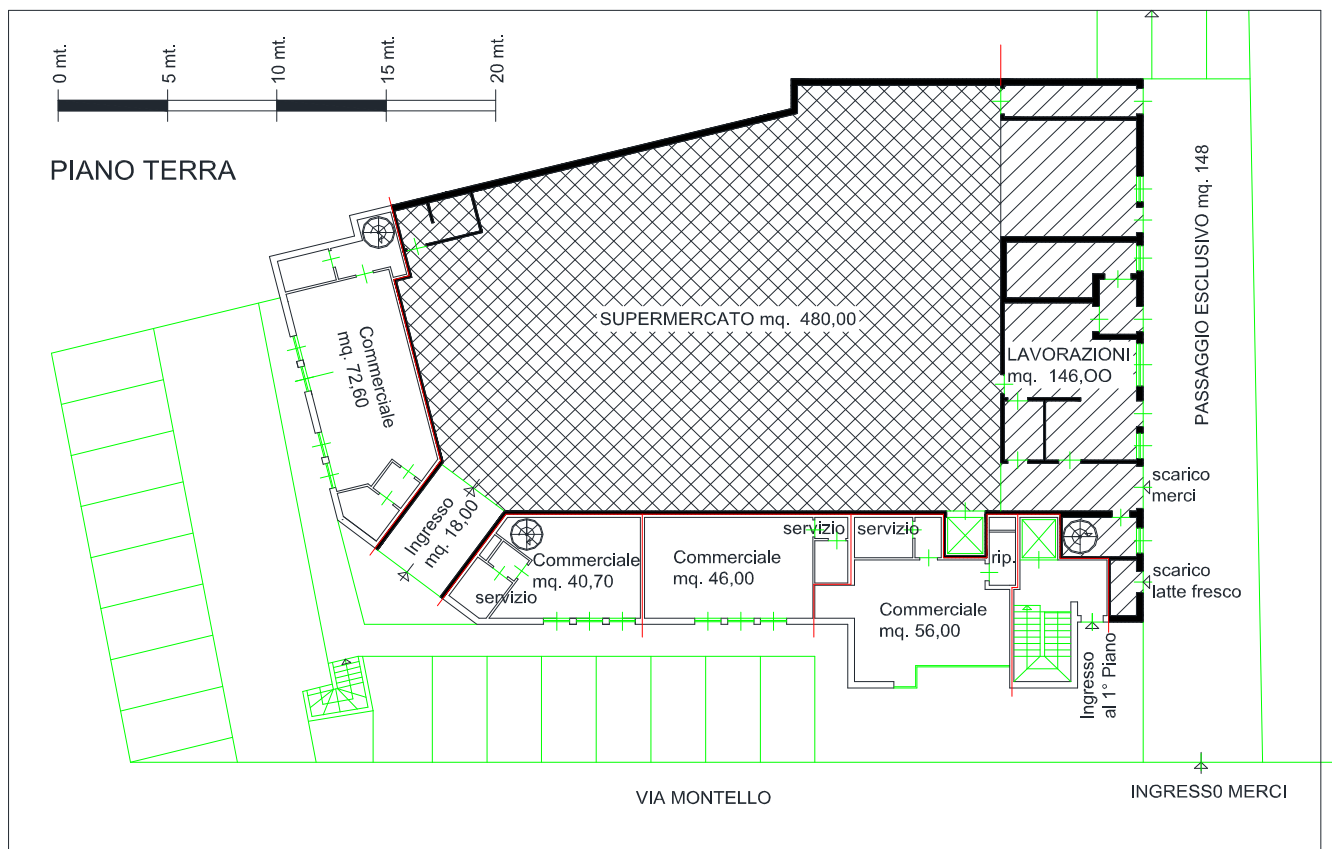 0 mt.
5 mt.
10 mt.
15 mt.
20 mt.
PIANO TERRA
PASSAGGIO ESCLUSIVO mq. 148
SUPERMERCATO mq. 480,00
Commerciale
mq. 72,60
LAVORAZIONI
mq. 146,OO
scarico
merci
Ingresso
mq. 18,00
servizio
servizio
Commerciale
mq. 40,70
Commerciale
mq. 46,00
rip.
servizio
scarico
latte fresco
Commerciale
mq. 56,00
Ingresso
al 1° Piano
VIA MONTELLO
INGRESS0 MERCI